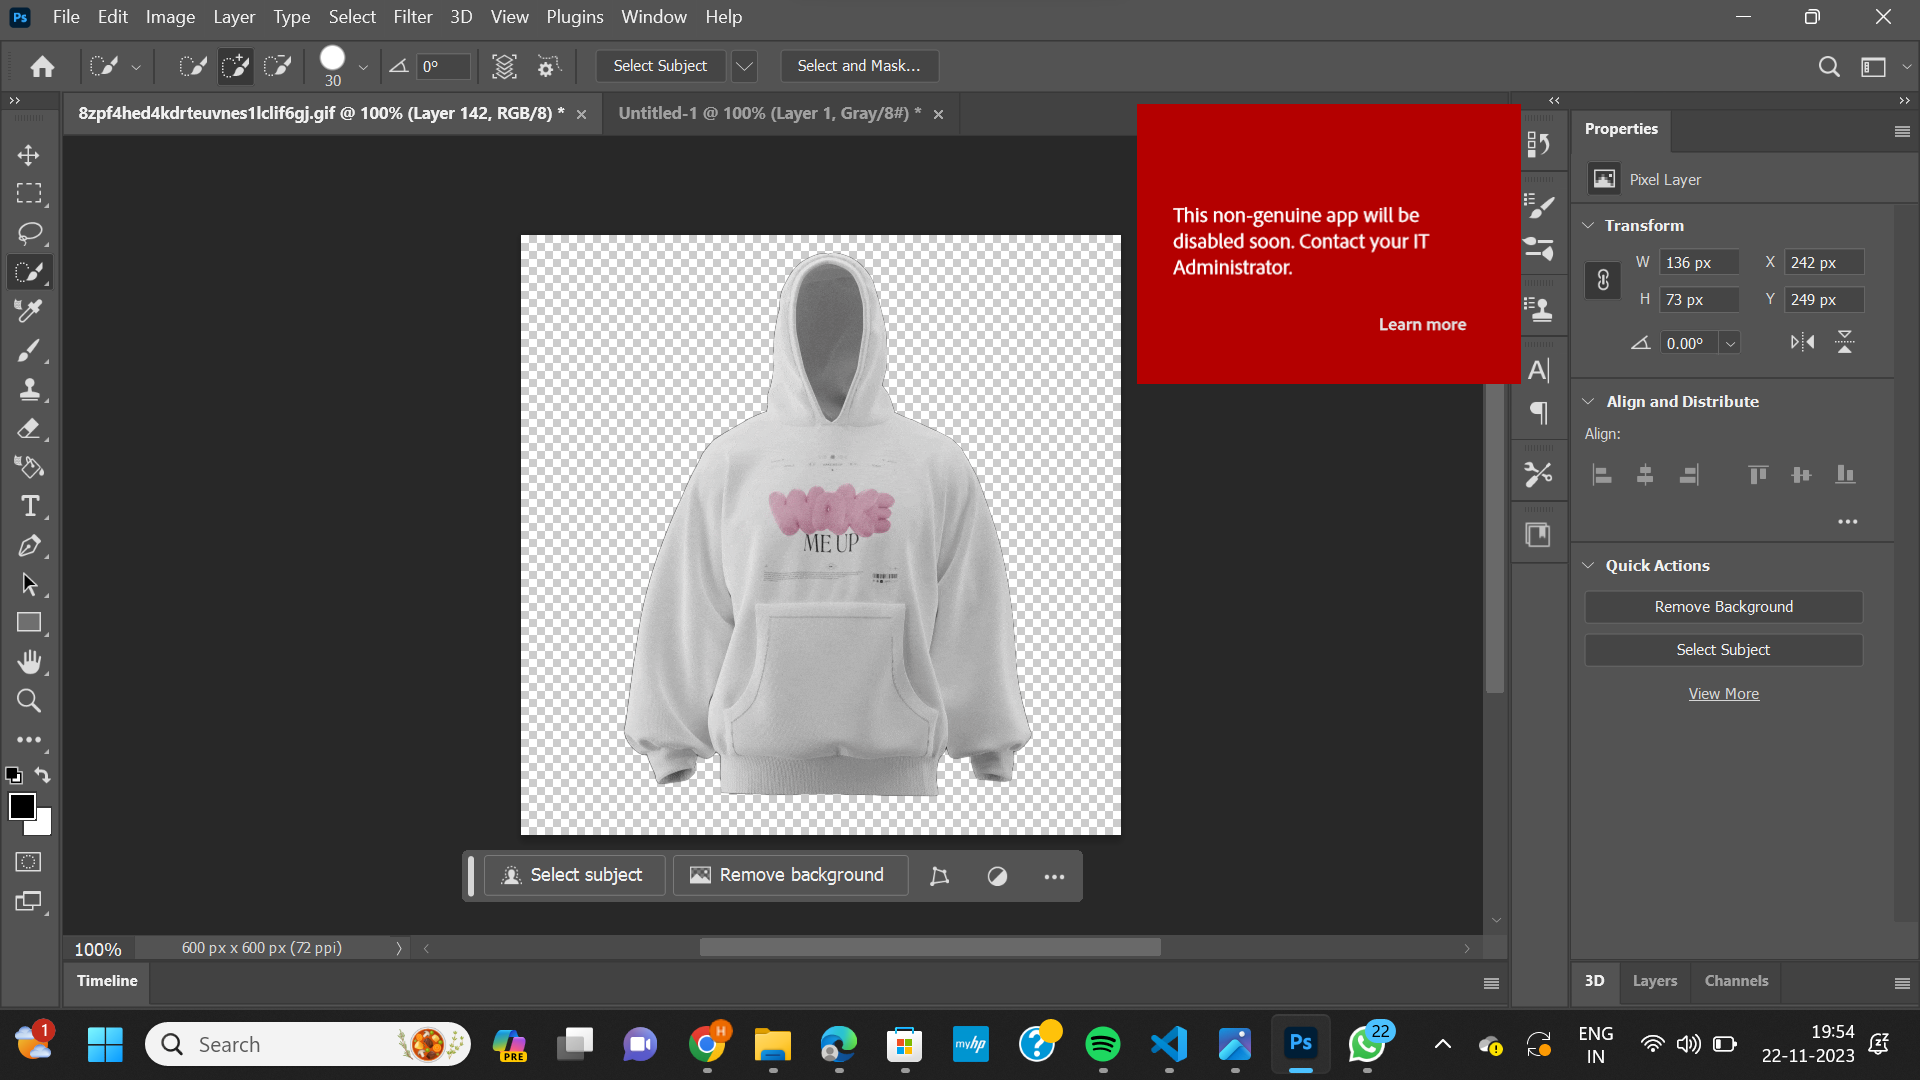 Ps File Edit Image Layer Type Select Filter 3D View Plugins Window Help
30 0° Select Subject Select and Mask...
8zpf4hed4kdrteuvnes1lclif6gj.gif @ 100% (Layer 142, RGB/8) * Untitled-1 @ 100% (Layer 1, Gray/8#) *
This non-genuine app will be
disabled soon. Contact your IT
Administrator.
Learn more
WOKE
ME UP
Select subject Remove background
100% 600 px x 600 px (72 ppi)
Timeline
Properties
Pixel Layer
Transform
W 136 px X 242 px
H 73 px Y 249 px
0.00°
Align and Distribute
Align:
Quick Actions
Remove Background
Select Subject
View More
3D Layers Channels
1 Search PRE H myhp Ps 22
ENG
IN
19:54
22-11-2023